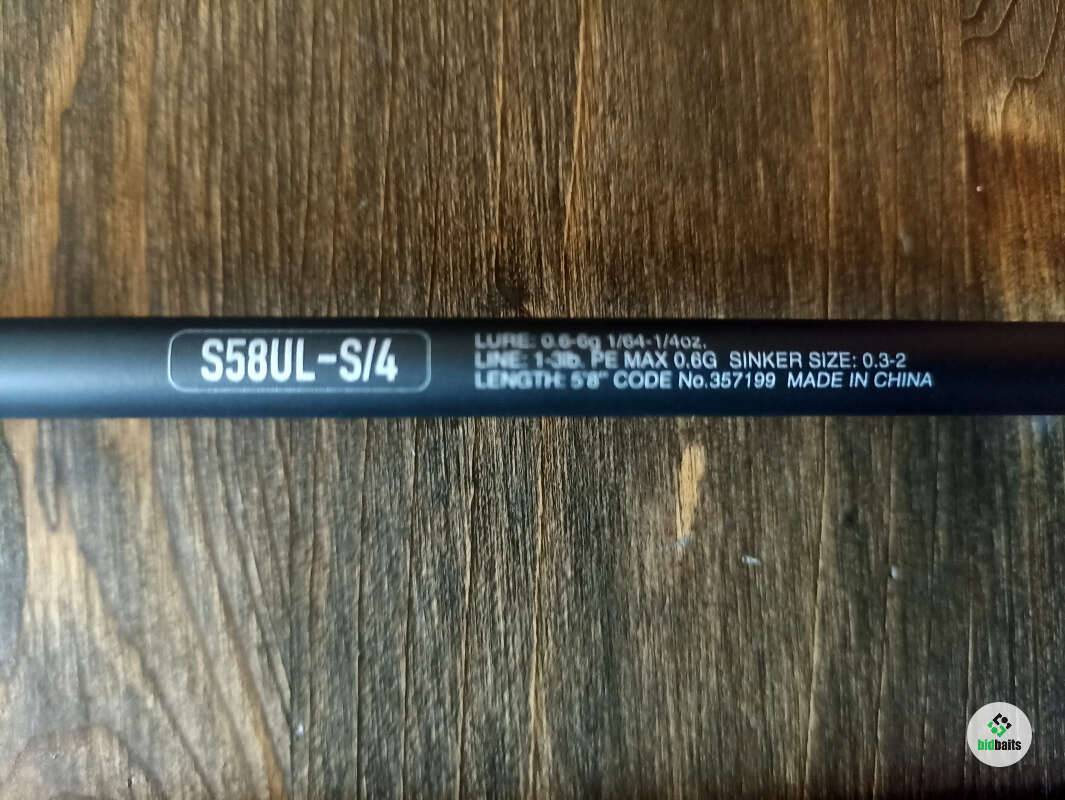 S58UL-S/4
LURE: 0.6-6g 1/64-1/4oz.
LINE: 1-3lb. PE MAX 0.6G SINKER SIZE: 0.3-2
LENGTH: 5'8" CODE No.357199 MADE IN CHINA
bidbaits